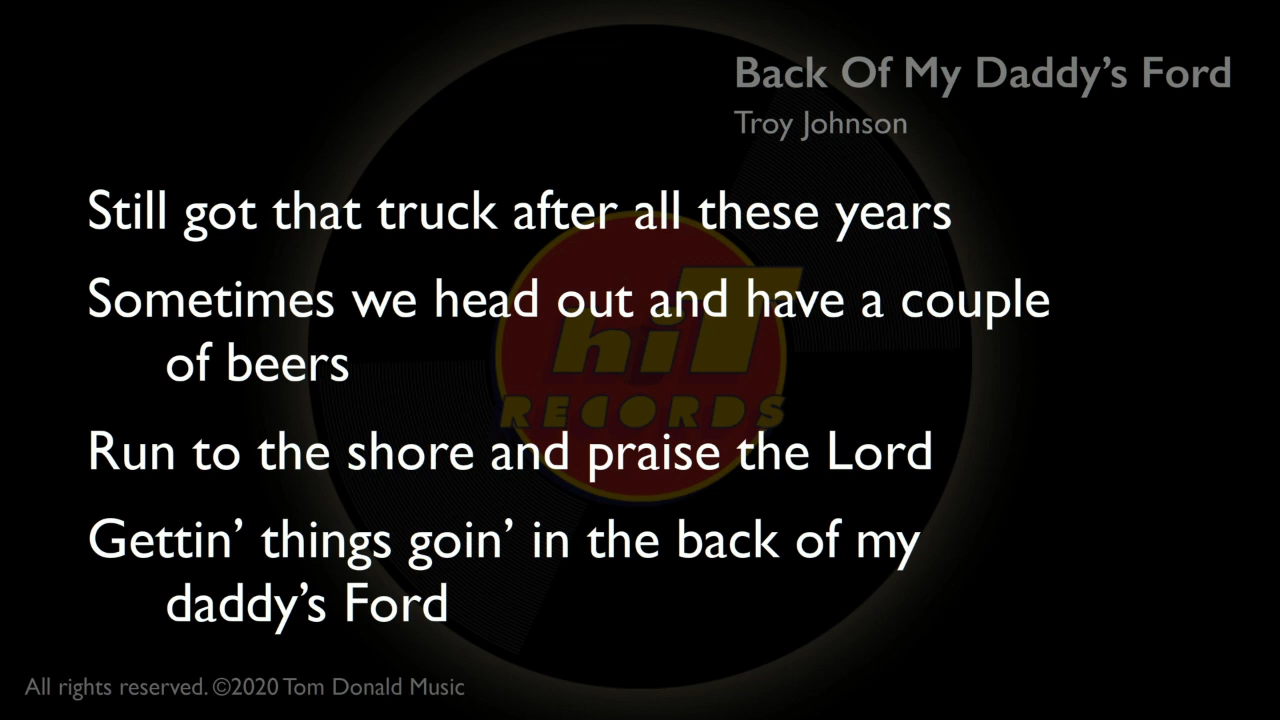 Back Of My Daddy’s Ford
Troy Johnson
Still got that truck after all these years
Sometimes we head out and have a couple
of beers
hiT
RECORDS
Run to the shore and praise the Lord
Gettin’ things goin’ in the back of my
daddy’s Ford
All rights reserved. ©2020 Tom Donald Music